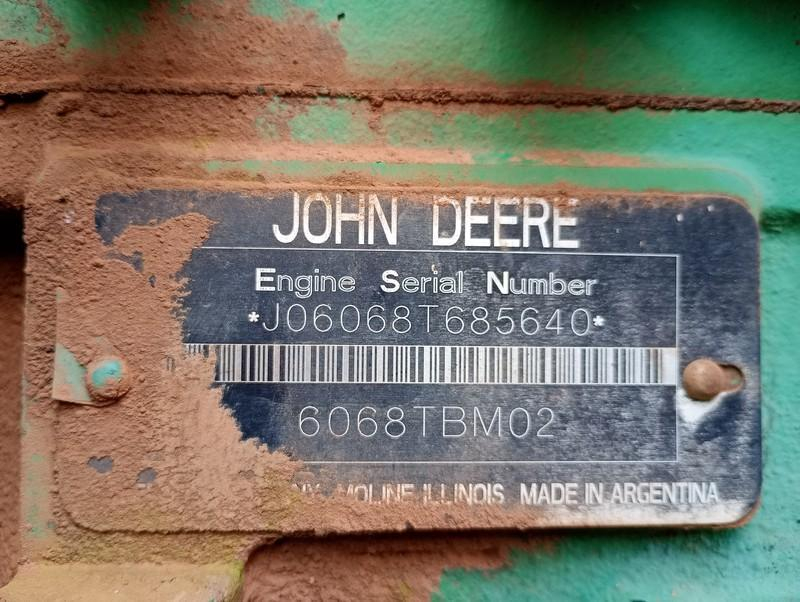 JOHN DEERE
Engine Serial Number
*J06068T685640*
6068TBM02
MOLINE ILLINOIS MADE IN ARGENTINA